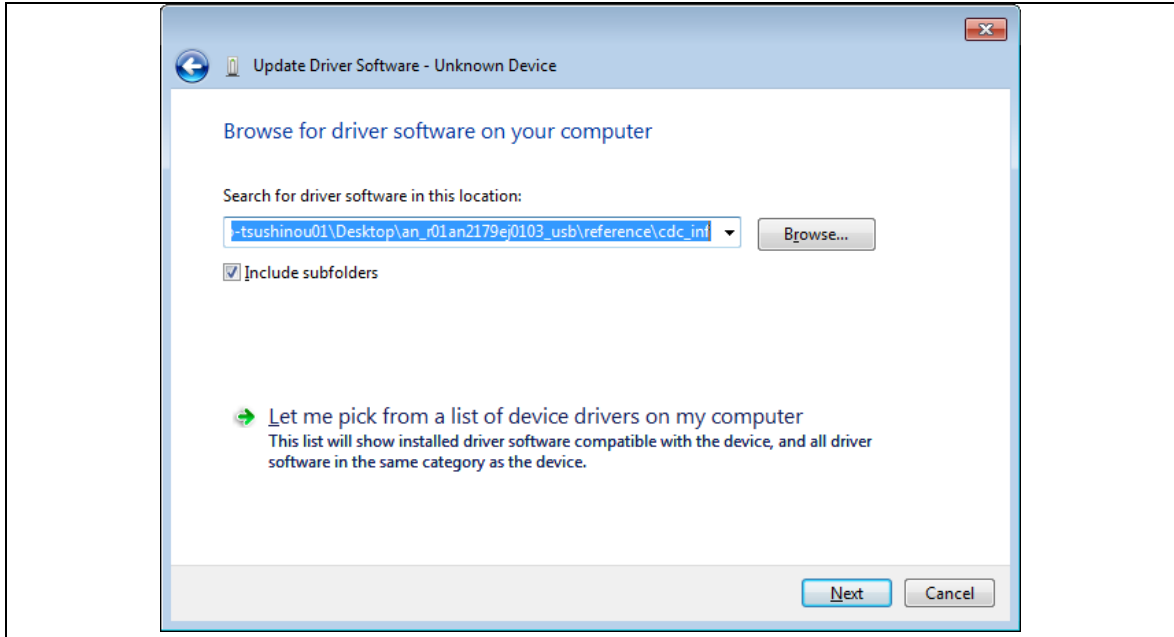 Update Driver Software - Unknown Device
Browse for driver software on your computer
Search for driver software in this location:
-tsushinou01\Desktop\an_r01an2179ej0103_usb\reference\cdc_inf
Browse...
Include subfolders
Let me pick from a list of device drivers on my computer
This list will show installed driver software compatible with the device, and all driver
software in the same category as the device.
Next
Cancel